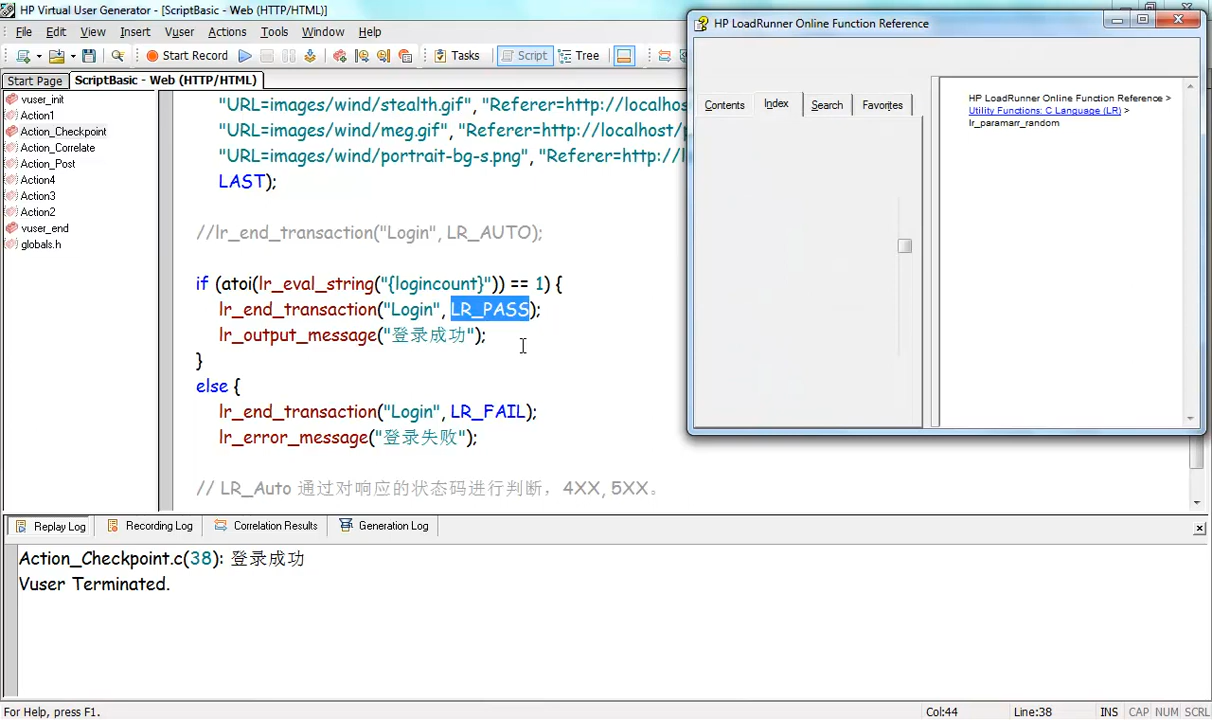 HP Virtual User Generator - [ScriptBasic - Web (HTTP/HTML)]
File Edit View Insert Vuser Actions Tools Window Help
Start Record Tasks Script Tree
Start Page ScriptBasic - Web (HTTP/HTML)
vuser_init
Action1
Action_Checkpoint
Action_Correlate
Action_Post
Action4
Action3
Action2
vuser_end
globals.h
"URL=images/wind/stealth.gif", "Referer=http://localhos
"URL=images/wind/meg.gif", "Referer=http://localhost/p
"URL=images/wind/portrait-bg-s.png", "Referer=http://l
LAST);
//lr_end_transaction("Login", LR_AUTO);
if (atoi(lr_eval_string("{logincount}")) == 1) {
lr_end_transaction("Login", LR_PASS);
lr_output_message("登录成功");
}
else {
lr_end_transaction("Login", LR_FAIL);
lr_error_message("登录失败");
// LR_Auto 通过对响应的状态码进行判断，4XX, 5XX。
HP LoadRunner Online Function Reference
Contents Index Search Favorites
HP LoadRunner Online Function Reference >
Utility Functions: C Language (LR) >
lr_paramarr_random
Replay Log Recording Log Correlation Results Generation Log
Action_Checkpoint.c(38): 登录成功
Vuser Terminated.
For Help, press F1.
Col:44 Line:38 INS CAP NUM SCRL